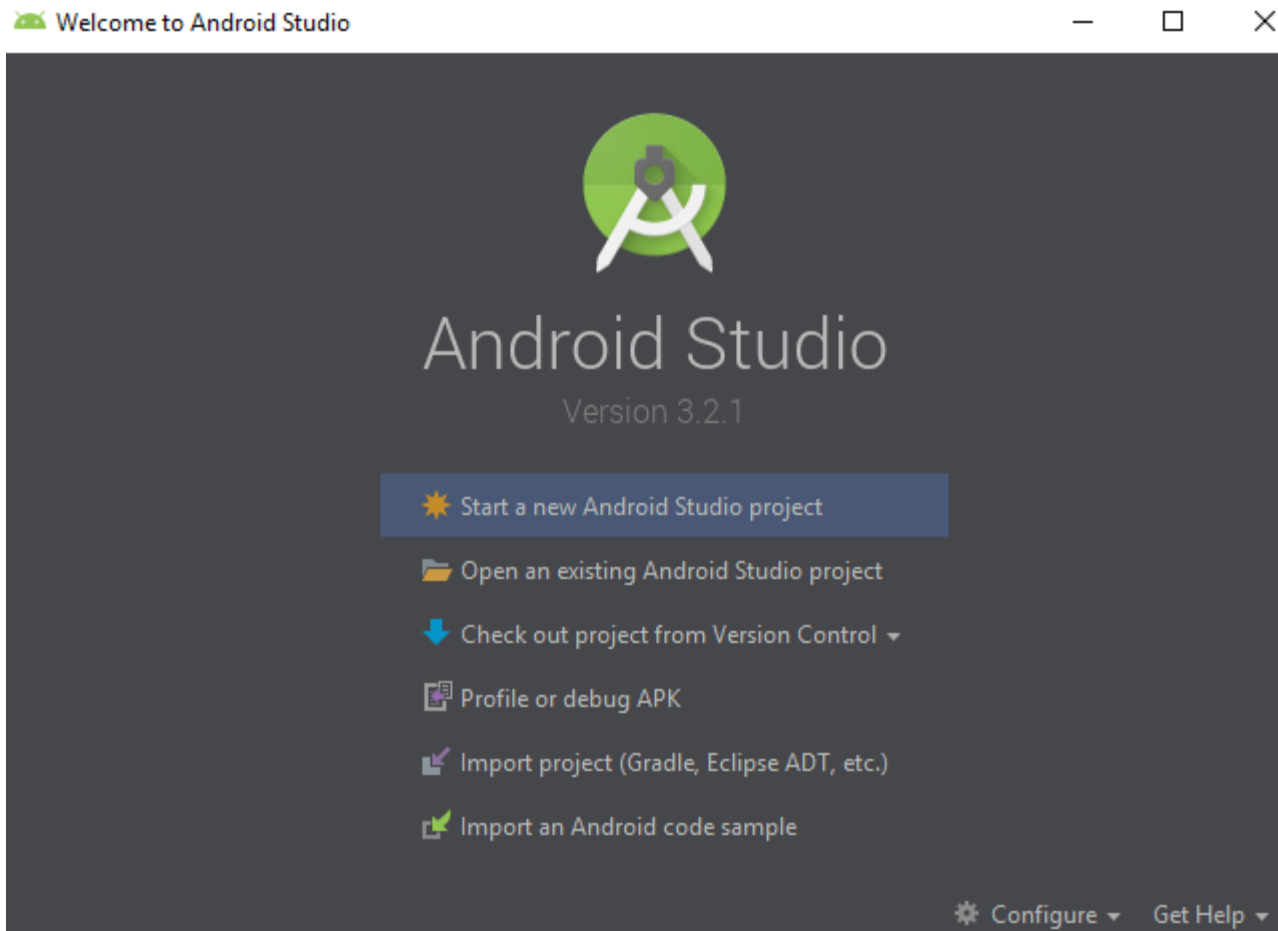 Welcome to Android Studio
Android Studio
Version 3.2.1
Start a new Android Studio project
Open an existing Android Studio project
Check out project from Version Control
Profile or debug APK
Import project (Gradle, Eclipse ADT, etc.)
Import an Android code sample
Configure Get Help